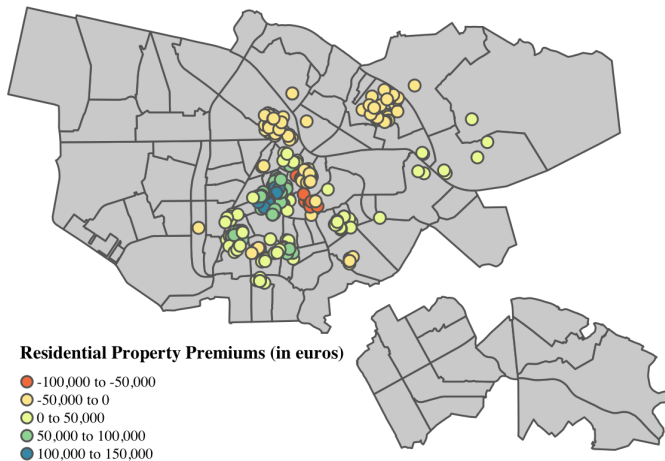 Residential Property Premiums (in euros)
-100,000 to -50,000
-50,000 to 0
0 to 50,000
50,000 to 100,000
100,000 to 150,000